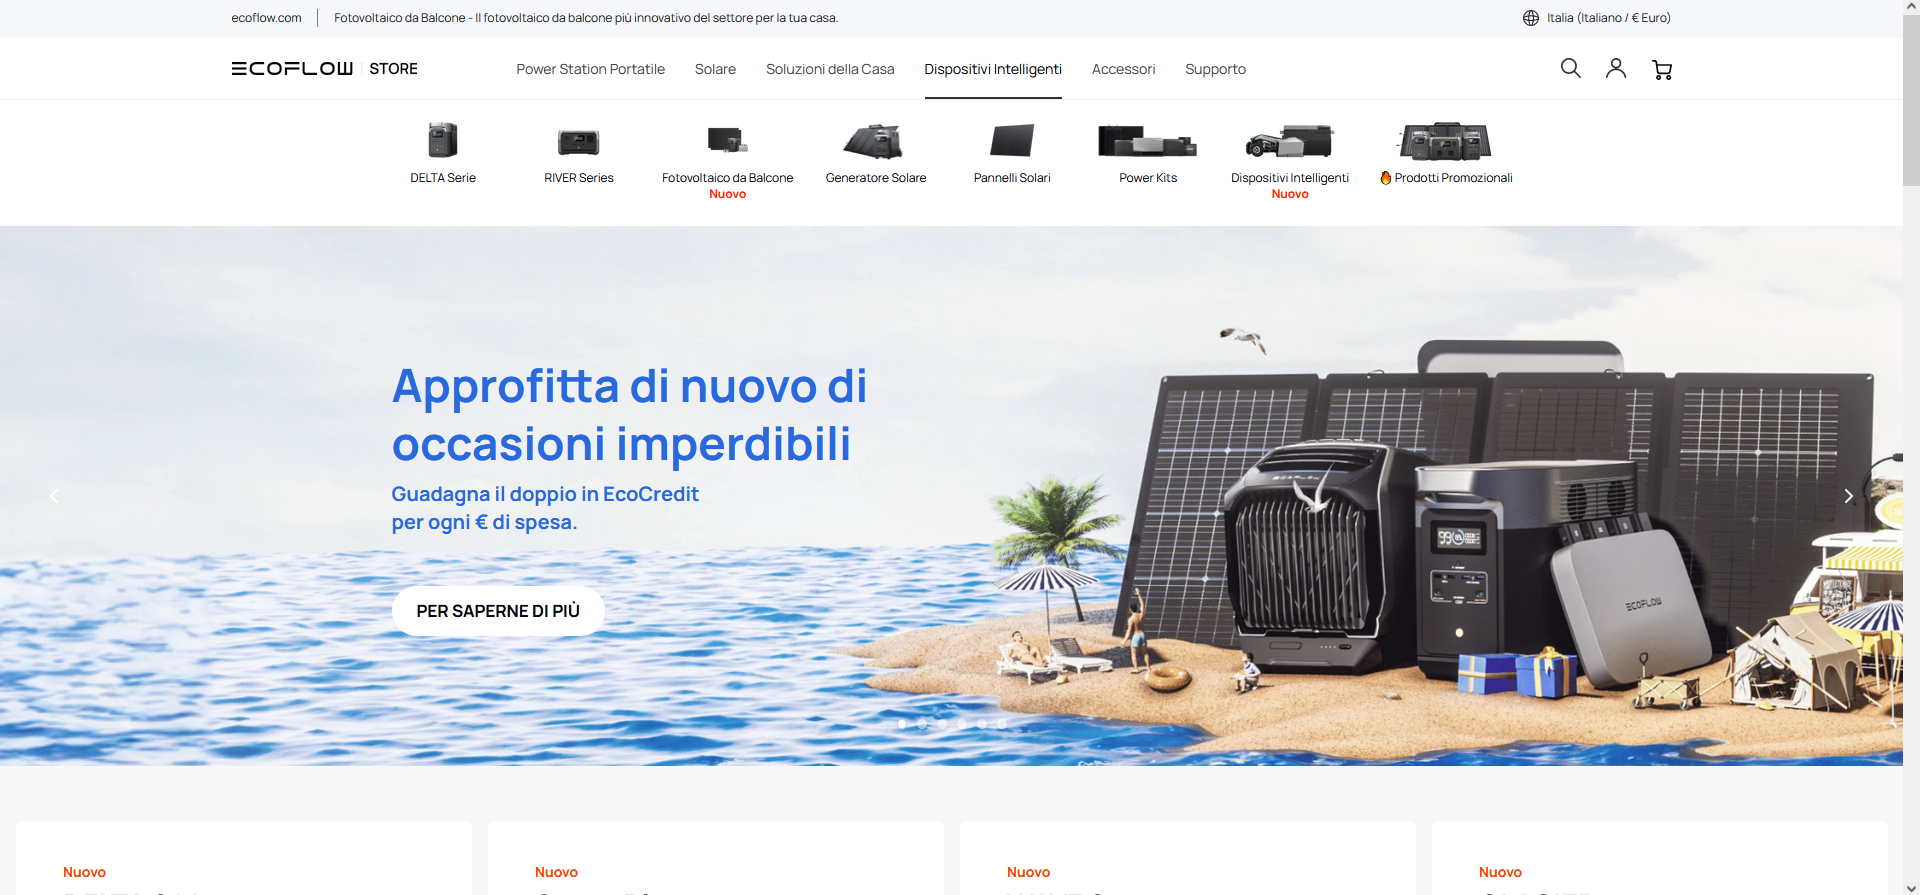 ecoflow.com
Fotovoltaico da Balcone - Il fotovoltaico da balcone più innovativo del settore per la tua casa.
Italia (Italiano / € Euro)
ECOFLOW STORE
Power Station Portatile
Solare
Soluzioni della Casa
Dispositivi Intelligenti
Accessori
Supporto
DELTA Serie
RIVER Series
Fotovoltaico da Balcone
Nuovo
Generatore Solare
Pannelli Solari
Power Kits
Dispositivi Intelligenti
Nuovo
🔥 Prodotti Promozionali
Approfitta di nuovo di
occasioni imperdibili
Guadagna il doppio in EcoCredit
per ogni € di spesa.
PER SAPERNE DI PIÙ
99
ECOFLOW
Nuovo
Nuovo
Nuovo
Nuovo